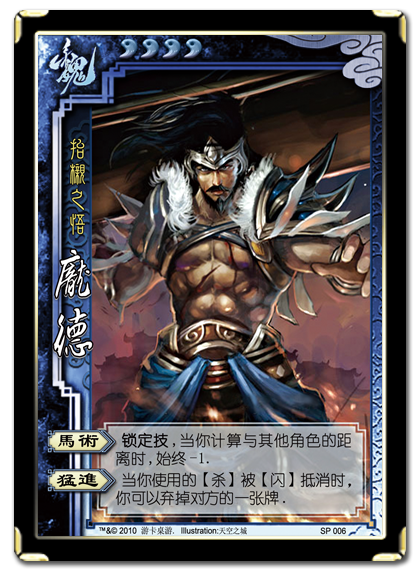 魏
抬櫬之悟
龐德
馬術 锁定技,当你计算与其他角色的距
离时,始终 -1.
猛進 当你使用的【杀】被【闪】抵消时,
你可以弃掉对方的一张牌.
™&© 2010 游卡桌游. Illustration:天空之城 SP 006